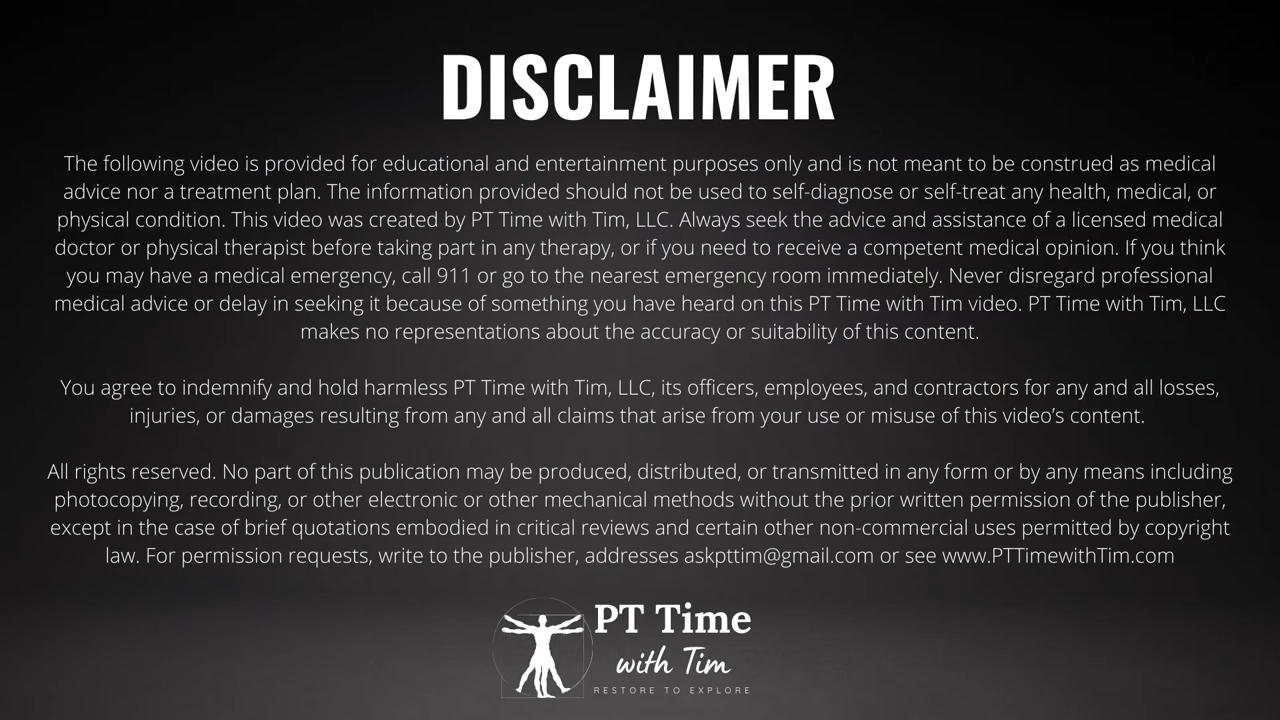 DISCLAIMER
The following video is provided for educational and entertainment purposes only and is not meant to be construed as medical
advice nor a treatment plan. The information provided should not be used to self-diagnose or self-treat any health, medical, or
physical condition. This video was created by PT Time with Tim, LLC. Always seek the advice and assistance of a licensed medical
doctor or physical therapist before taking part in any therapy, or if you need to receive a competent medical opinion. If you think
you may have a medical emergency, call 911 or go to the nearest emergency room immediately. Never disregard professional
medical advice or delay in seeking it because of something you have heard on this PT Time with Tim video. PT Time with Tim, LLC
makes no representations about the accuracy or suitability of this content.
You agree to indemnify and hold harmless PT Time with Tim, LLC, its officers, employees, and contractors for any and all losses,
injuries, or damages resulting from any and all claims that arise from your use or misuse of this video’s content.
All rights reserved. No part of this publication may be produced, distributed, or transmitted in any form or by any means including
photocopying, recording, or other electronic or other mechanical methods without the prior written permission of the publisher,
except in the case of brief quotations embodied in critical reviews and certain other non-commercial uses permitted by copyright
law. For permission requests, write to the publisher, addresses askpttim@gmail.com or see www.PTTimewithTim.com
PT Time
with Tim
RESTORE TO EXPLORE